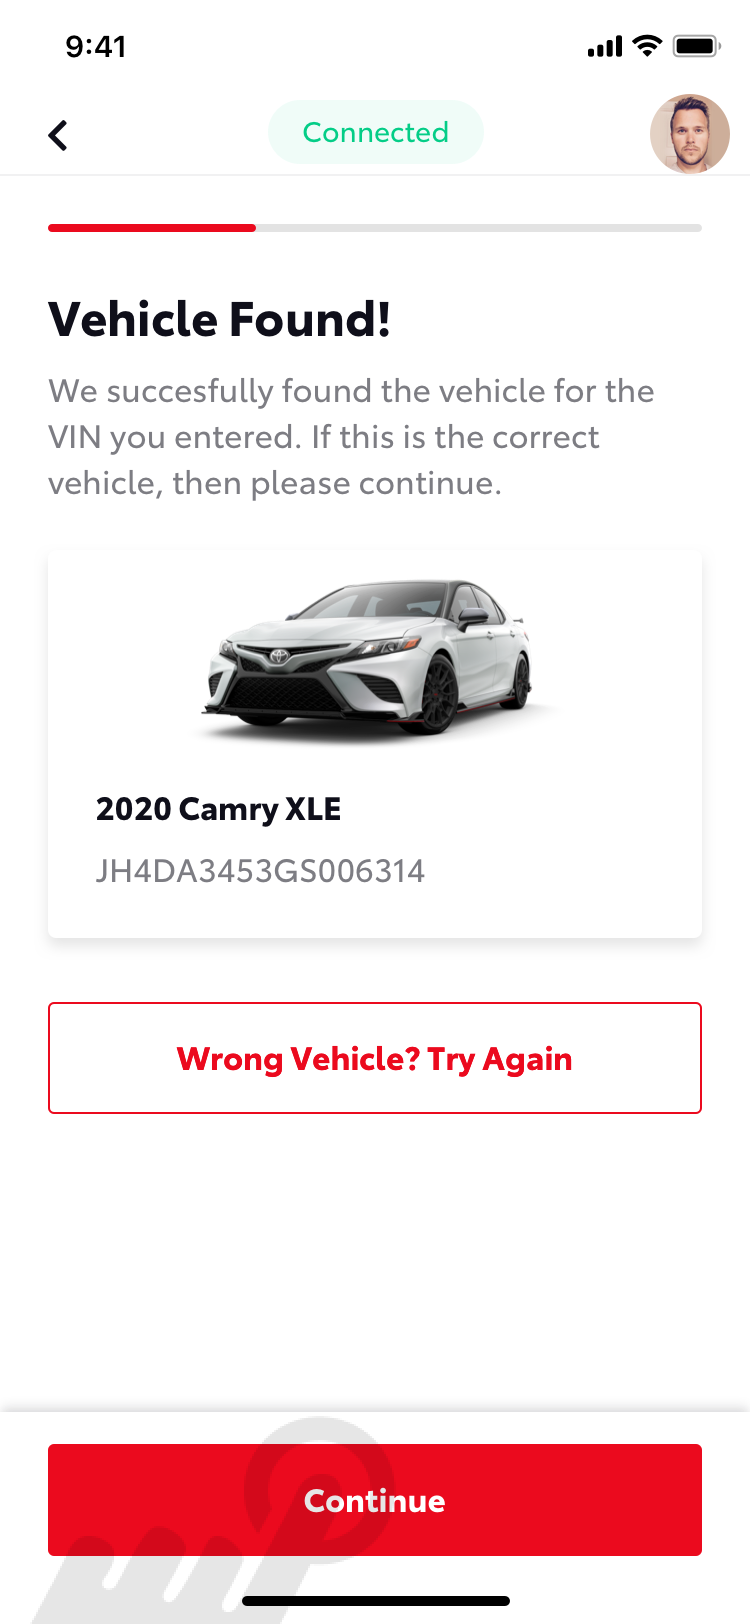 9:41
Connected
Vehicle Found!
We succesfully found the vehicle for the
VIN you entered. If this is the correct
vehicle, then please continue.
2020 Camry XLE
JH4DA3453GS006314
Wrong Vehicle? Try Again
Continue